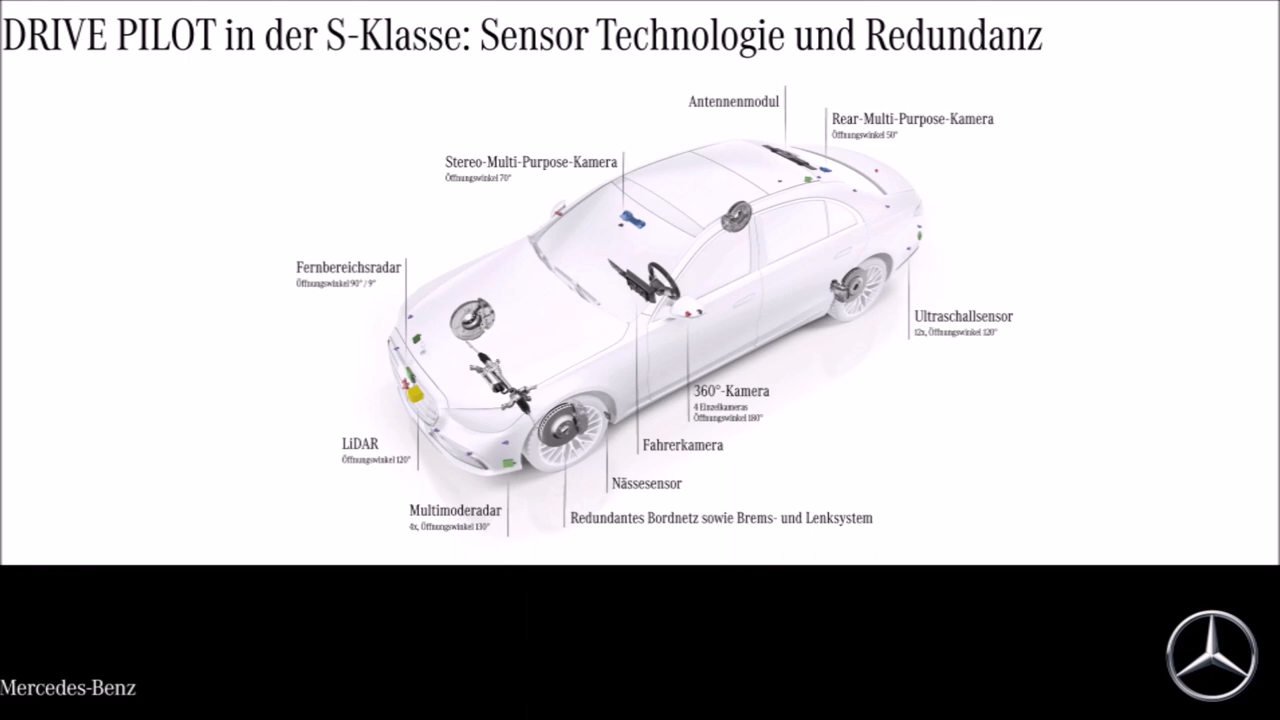 DRIVE PILOT in der S-Klasse: Sensor Technologie und Redundanz
Antennenmodul
Rear-Multi-Purpose-Kamera
Öffnungswinkel 50°
Stereo-Multi-Purpose-Kamera
Öffnungswinkel 70°
Fernbereichsradar
Öffnungswinkel 90° / 9°
Ultraschallsensor
12x, Öffnungswinkel 120°
360°-Kamera
4 Einzelkameras
Öffnungswinkel 180°
LiDAR
Öffnungswinkel 120°
Fahrerkamera
Nässesensor
Multimoderadar
4x, Öffnungswinkel 130°
Redundantes Bordnetz sowie Brems- und Lenksystem
Mercedes-Benz